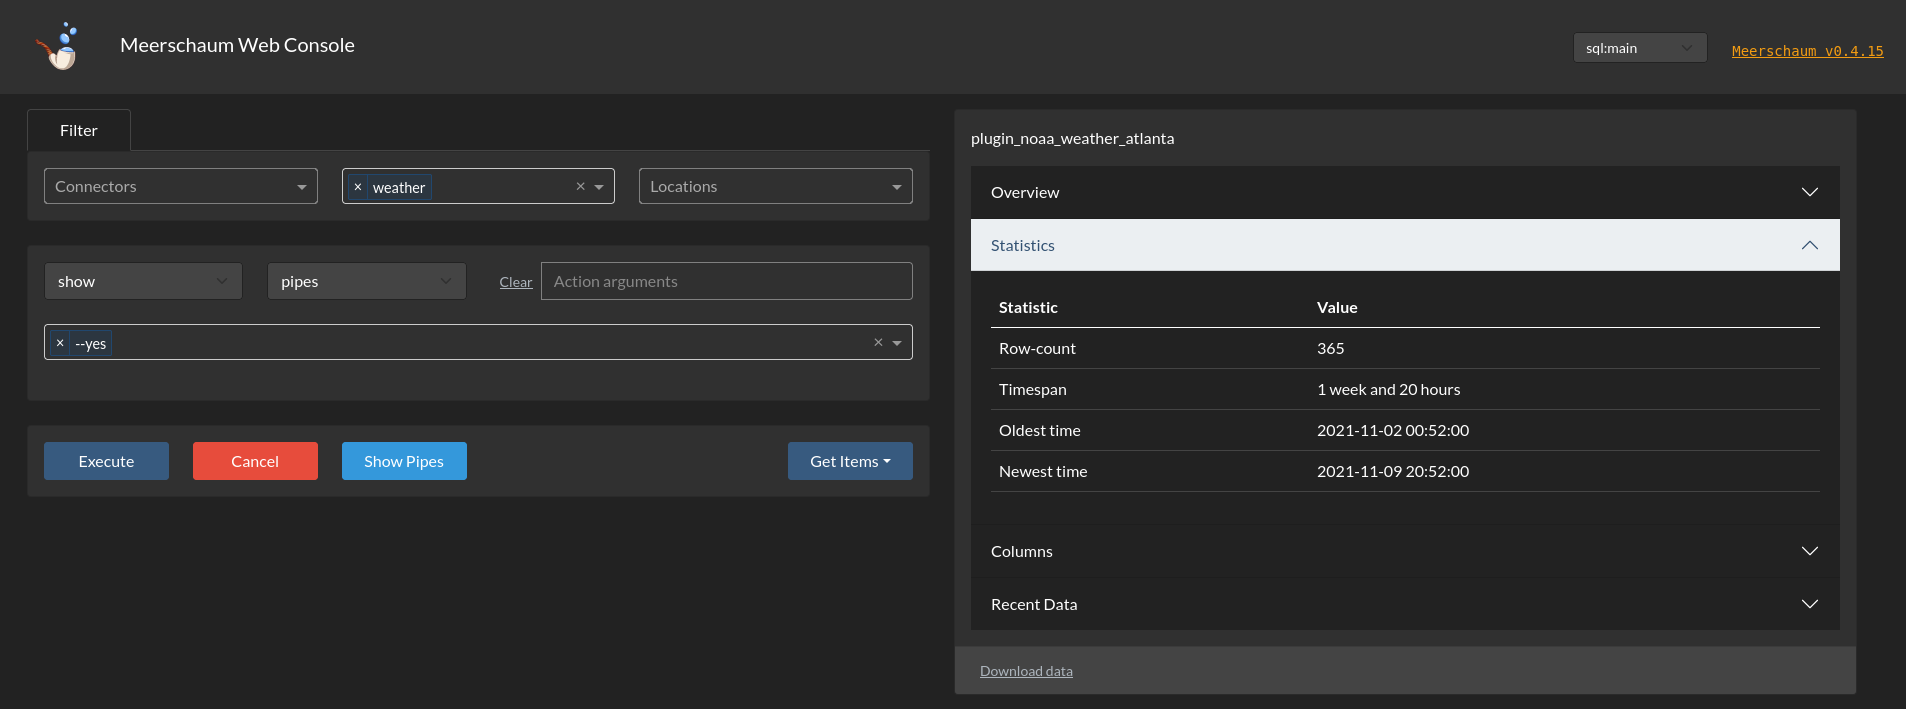 Meerschaum Web Console
sql:main
Meerschaum v0.4.15
Filter
Connectors
× weather ×
Locations
show
pipes
Clear
Action arguments
× --yes ×
Execute
Cancel
Show Pipes
Get Items
plugin_noaa_weather_atlanta
Overview
Statistics
Statistic Value
Row-count 365
Timespan 1 week and 20 hours
Oldest time 2021-11-02 00:52:00
Newest time 2021-11-09 20:52:00
Columns
Recent Data
Download data